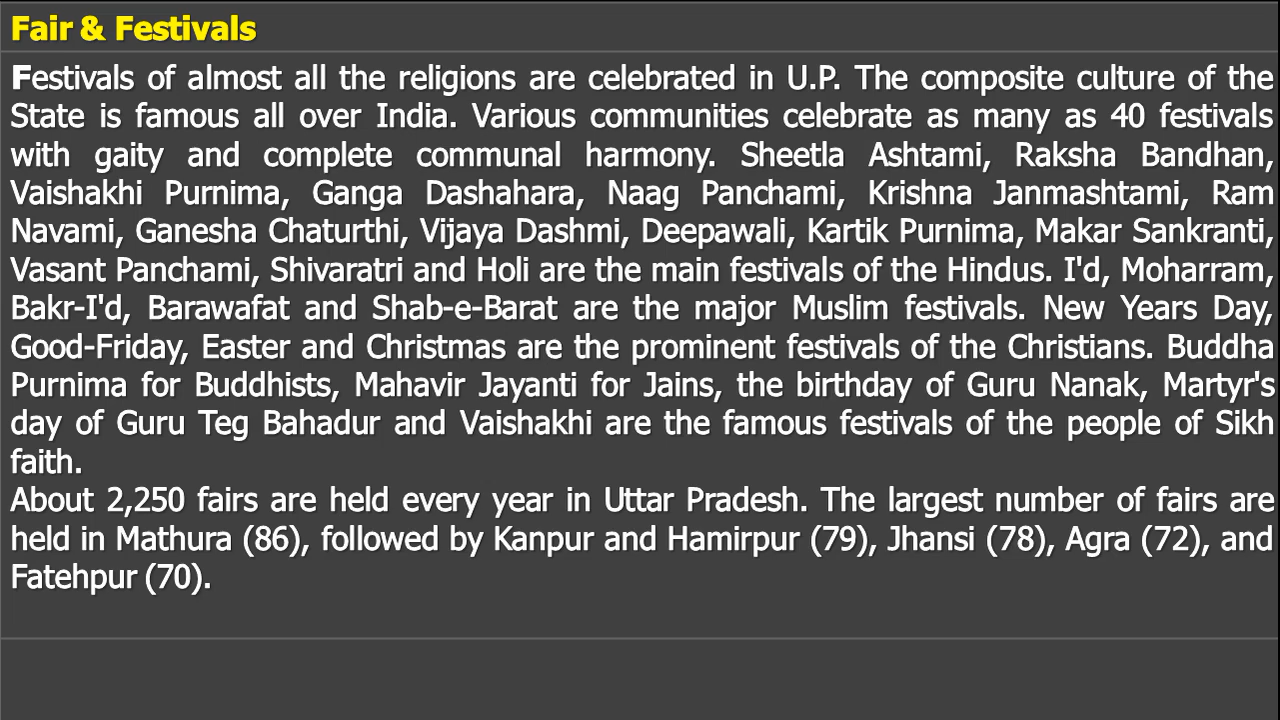 Fair & Festivals
Festivals of almost all the religions are celebrated in U.P. The composite culture of the
State is famous all over India. Various communities celebrate as many as 40 festivals
with gaity and complete communal harmony. Sheetla Ashtami, Raksha Bandhan,
Vaishakhi Purnima, Ganga Dashahara, Naag Panchami, Krishna Janmashtami, Ram
Navami, Ganesha Chaturthi, Vijaya Dashmi, Deepawali, Kartik Purnima, Makar Sankranti,
Vasant Panchami, Shivaratri and Holi are the main festivals of the Hindus. I'd, Moharram,
Bakr-I'd, Barawafat and Shab-e-Barat are the major Muslim festivals. New Years Day,
Good-Friday, Easter and Christmas are the prominent festivals of the Christians. Buddha
Purnima for Buddhists, Mahavir Jayanti for Jains, the birthday of Guru Nanak, Martyr's
day of Guru Teg Bahadur and Vaishakhi are the famous festivals of the people of Sikh
faith.
About 2,250 fairs are held every year in Uttar Pradesh. The largest number of fairs are
held in Mathura (86), followed by Kanpur and Hamirpur (79), Jhansi (78), Agra (72), and
Fatehpur (70).